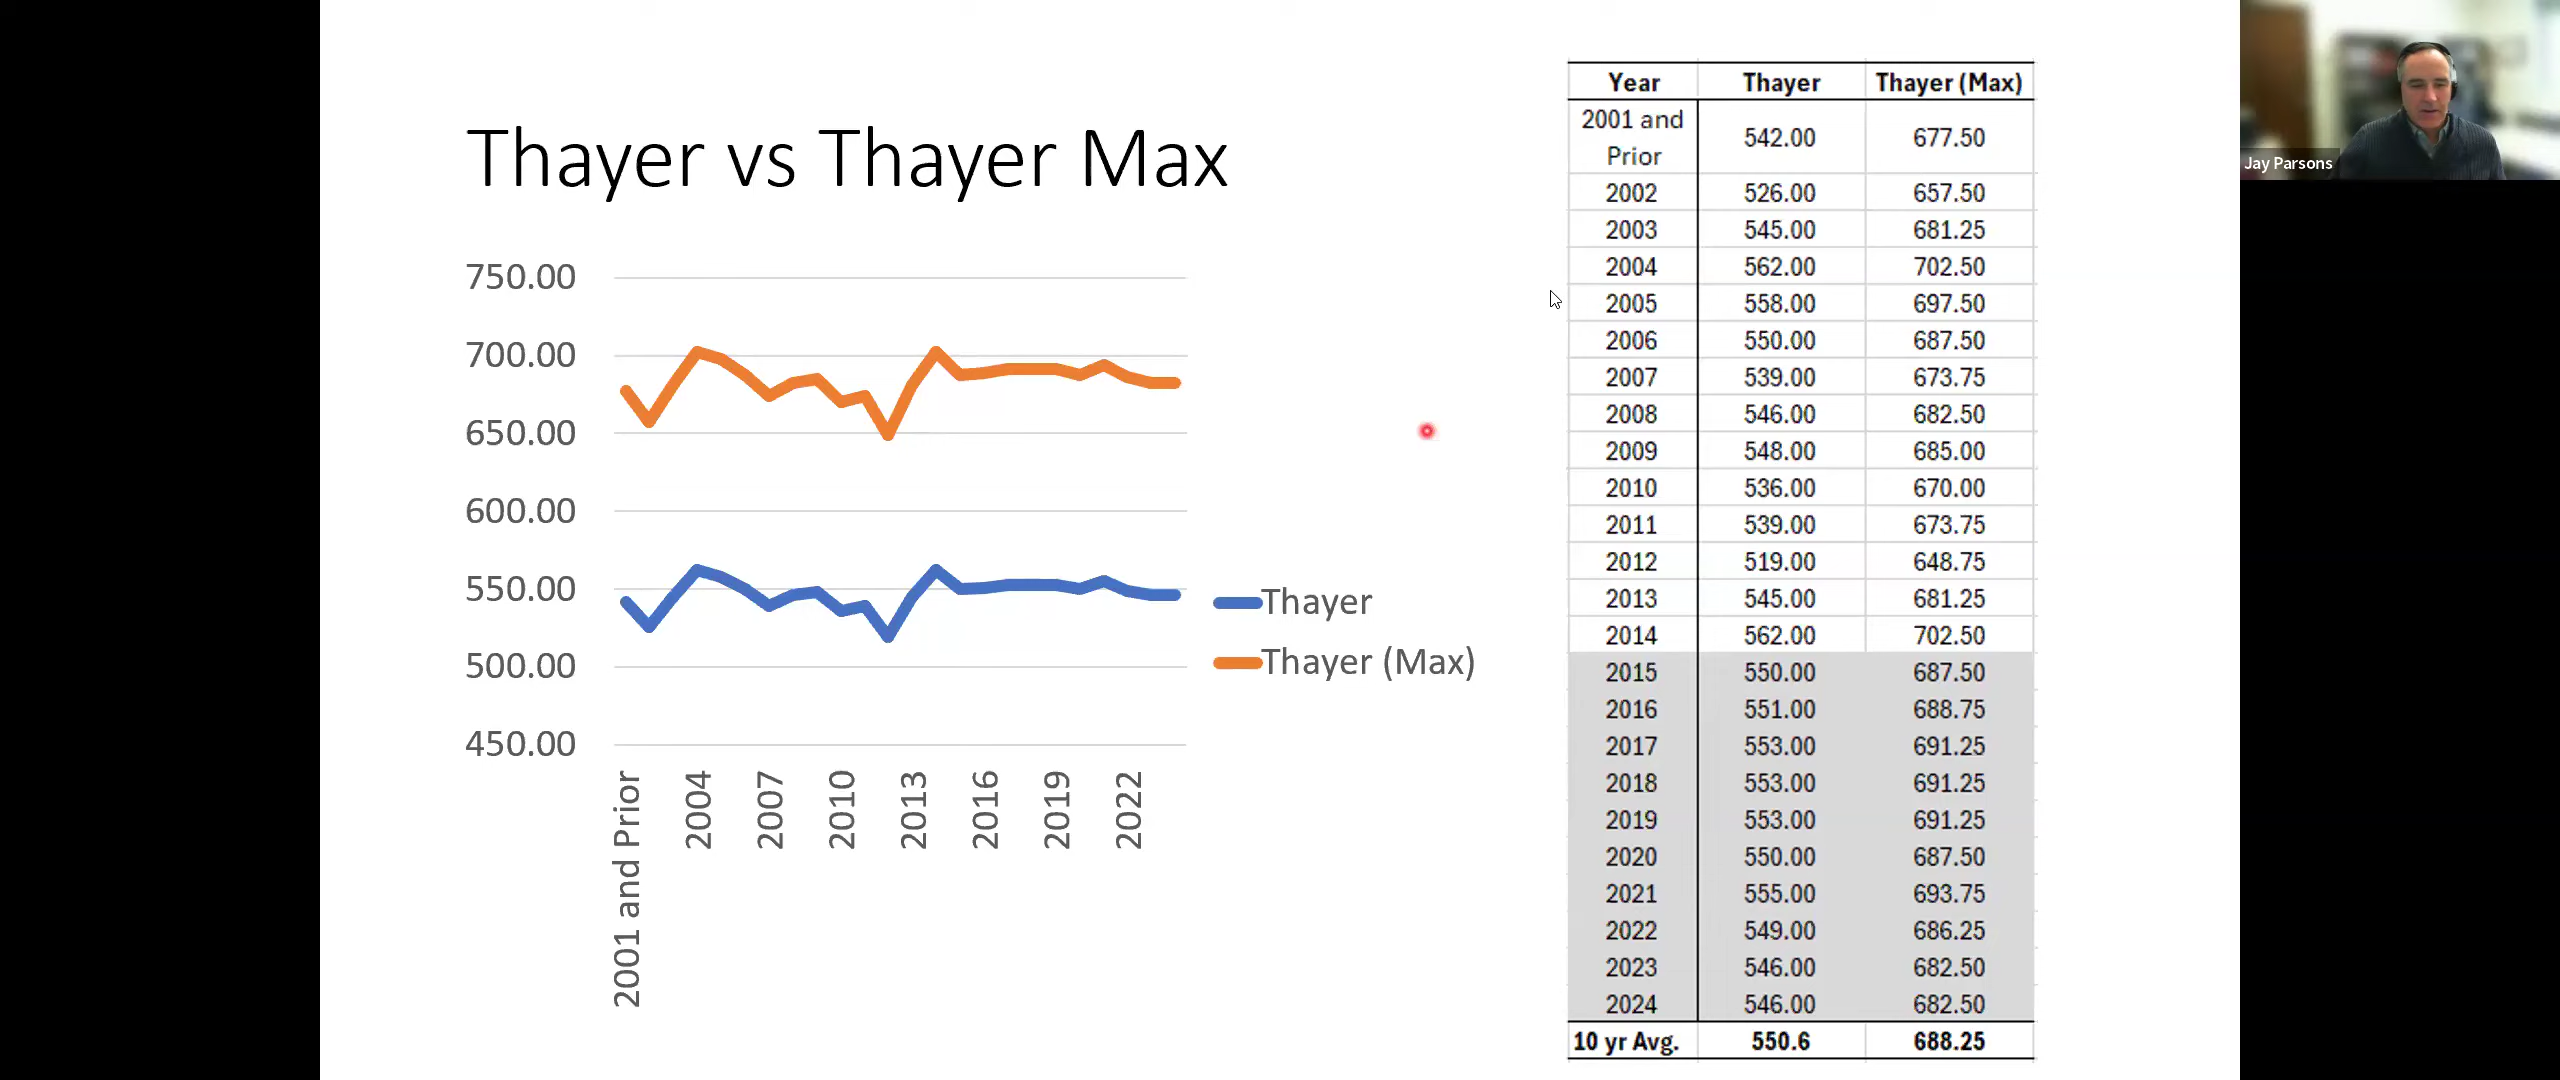 Thayer vs Thayer Max
750.00
700.00
650.00
600.00
550.00
500.00
450.00
2001 and Prior
2004
2007
2010
2013
2016
2019
2022
Thayer
Thayer (Max)
Year Thayer Thayer (Max)
2001 and Prior 542.00 677.50
2002 526.00 657.50
2003 545.00 681.25
2004 562.00 702.50
2005 558.00 697.50
2006 550.00 687.50
2007 539.00 673.75
2008 546.00 682.50
2009 548.00 685.00
2010 536.00 670.00
2011 539.00 673.75
2012 519.00 648.75
2013 545.00 681.25
2014 562.00 702.50
2015 550.00 687.50
2016 551.00 688.75
2017 553.00 691.25
2018 553.00 691.25
2019 553.00 691.25
2020 550.00 687.50
2021 555.00 693.75
2022 549.00 686.25
2023 546.00 682.50
2024 546.00 682.50
10 yr Avg. 550.6 688.25
Jay Parsons